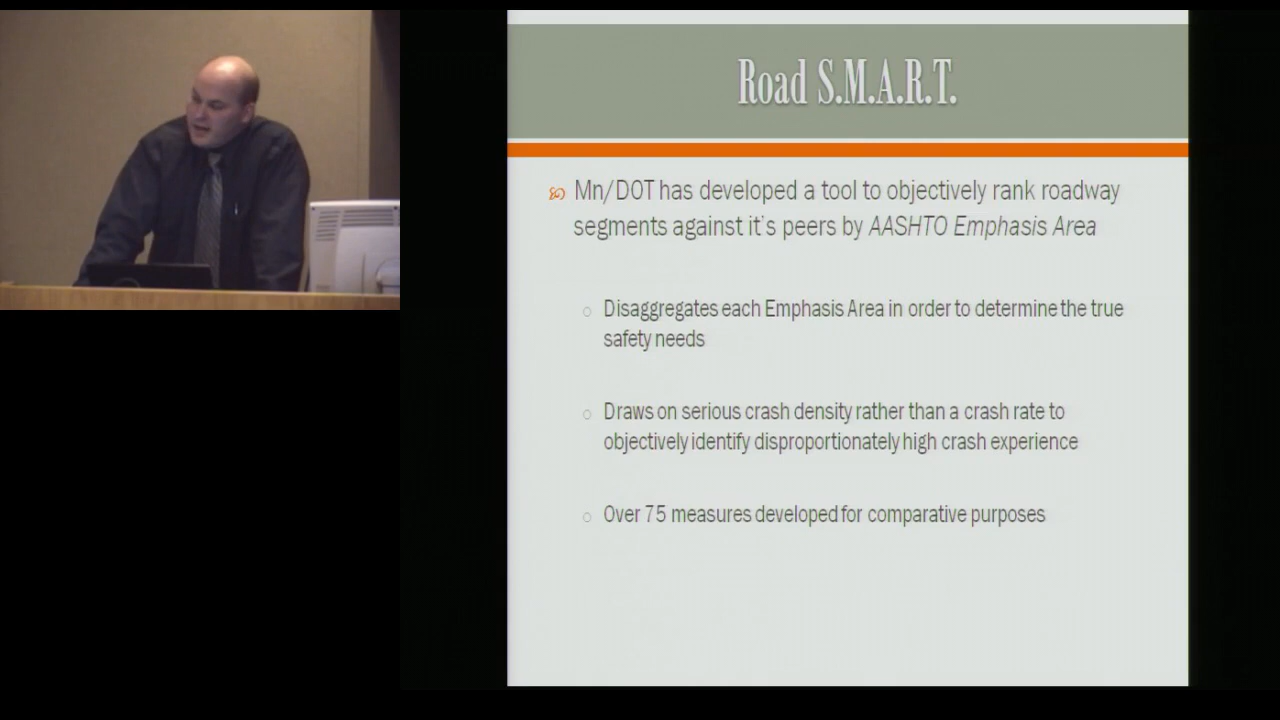 Road S.M.A.R.T.
Mn/DOT has developed a tool to objectively rank roadway
segments against it's peers by AASHTO Emphasis Area
Disaggregates each Emphasis Area in order to determine the true
safety needs
Draws on serious crash density rather than a crash rate to
objectively identify disproportionately high crash experience
Over 75 measures developed for comparative purposes